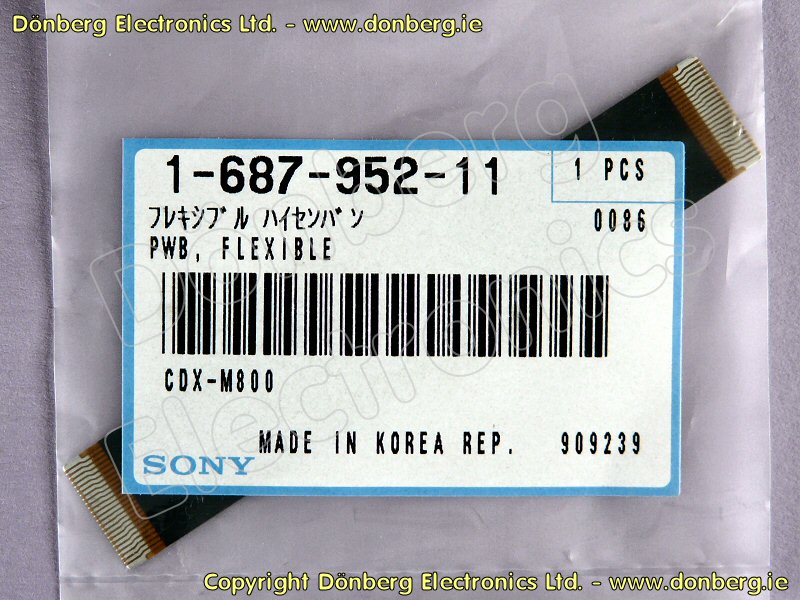 Dönberg Electronics Ltd. - www.donberg.ie
1-687-952-11
1 PCS
ﾌﾚｷｼﾌﾞﾙ ﾊｲｾﾝﾊﾞﾝ
0086
PWB, FLEXIBLE
CDX-M800
MADE IN KOREA REP. 909239
SONY
Dönberg
Electronics
Copyright Dönberg Electronics Ltd. - www.donberg.ie